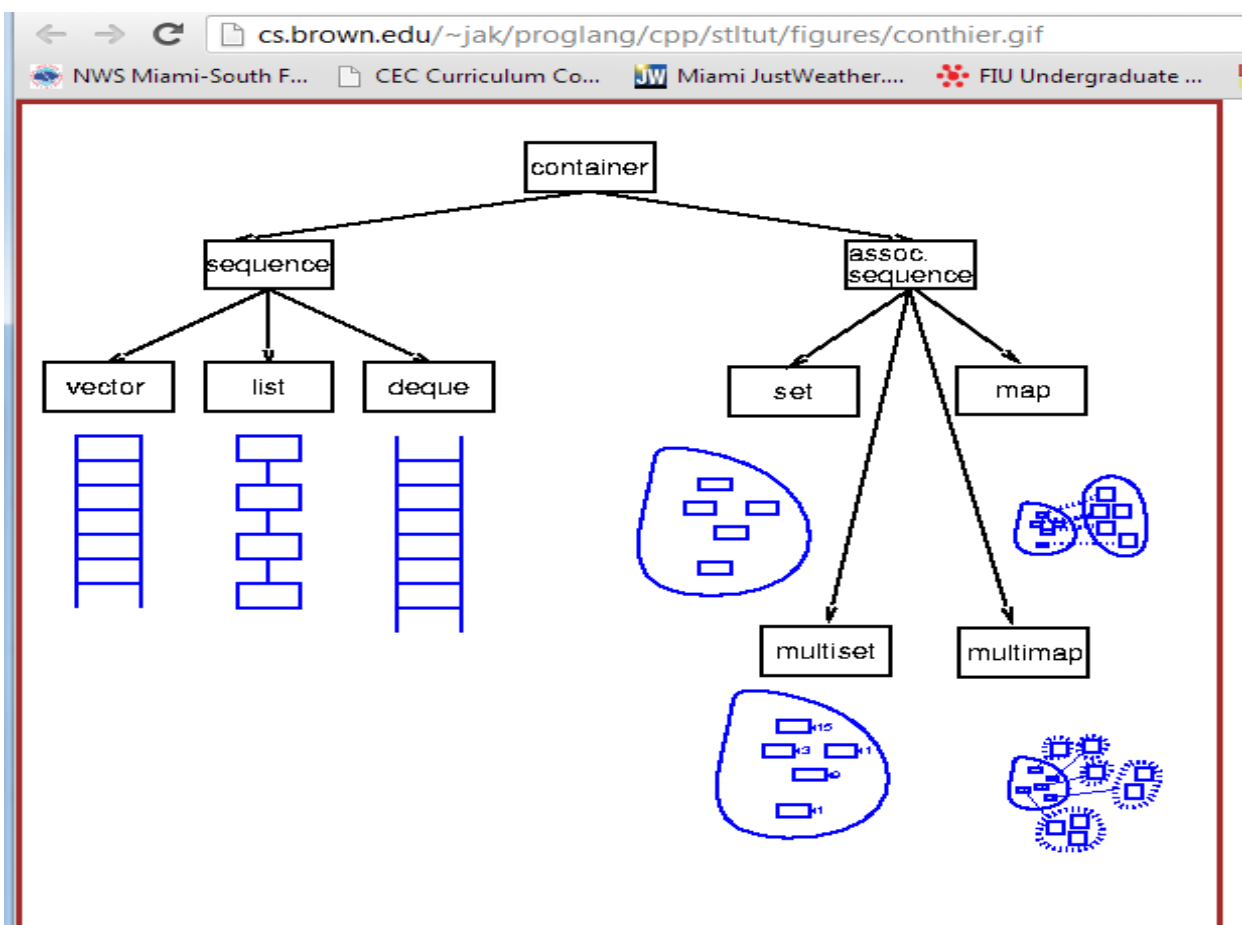 cs.brown.edu/~jak/proglang/cpp/stltut/figures/conthier.gif
NWS Miami-South F... CEC Curriculum Co... JW Miami JustWeather.... FIU Undergraduate ...
container
sequence
assoc.
sequence
vector
list
deque
set
map
multiset
multimap
15
3
1
1